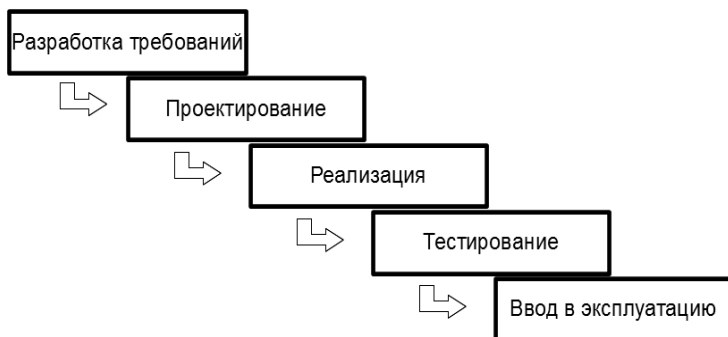 Разработка требований
Проектирование
Реализация
Тестирование
Ввод в эксплуатацию